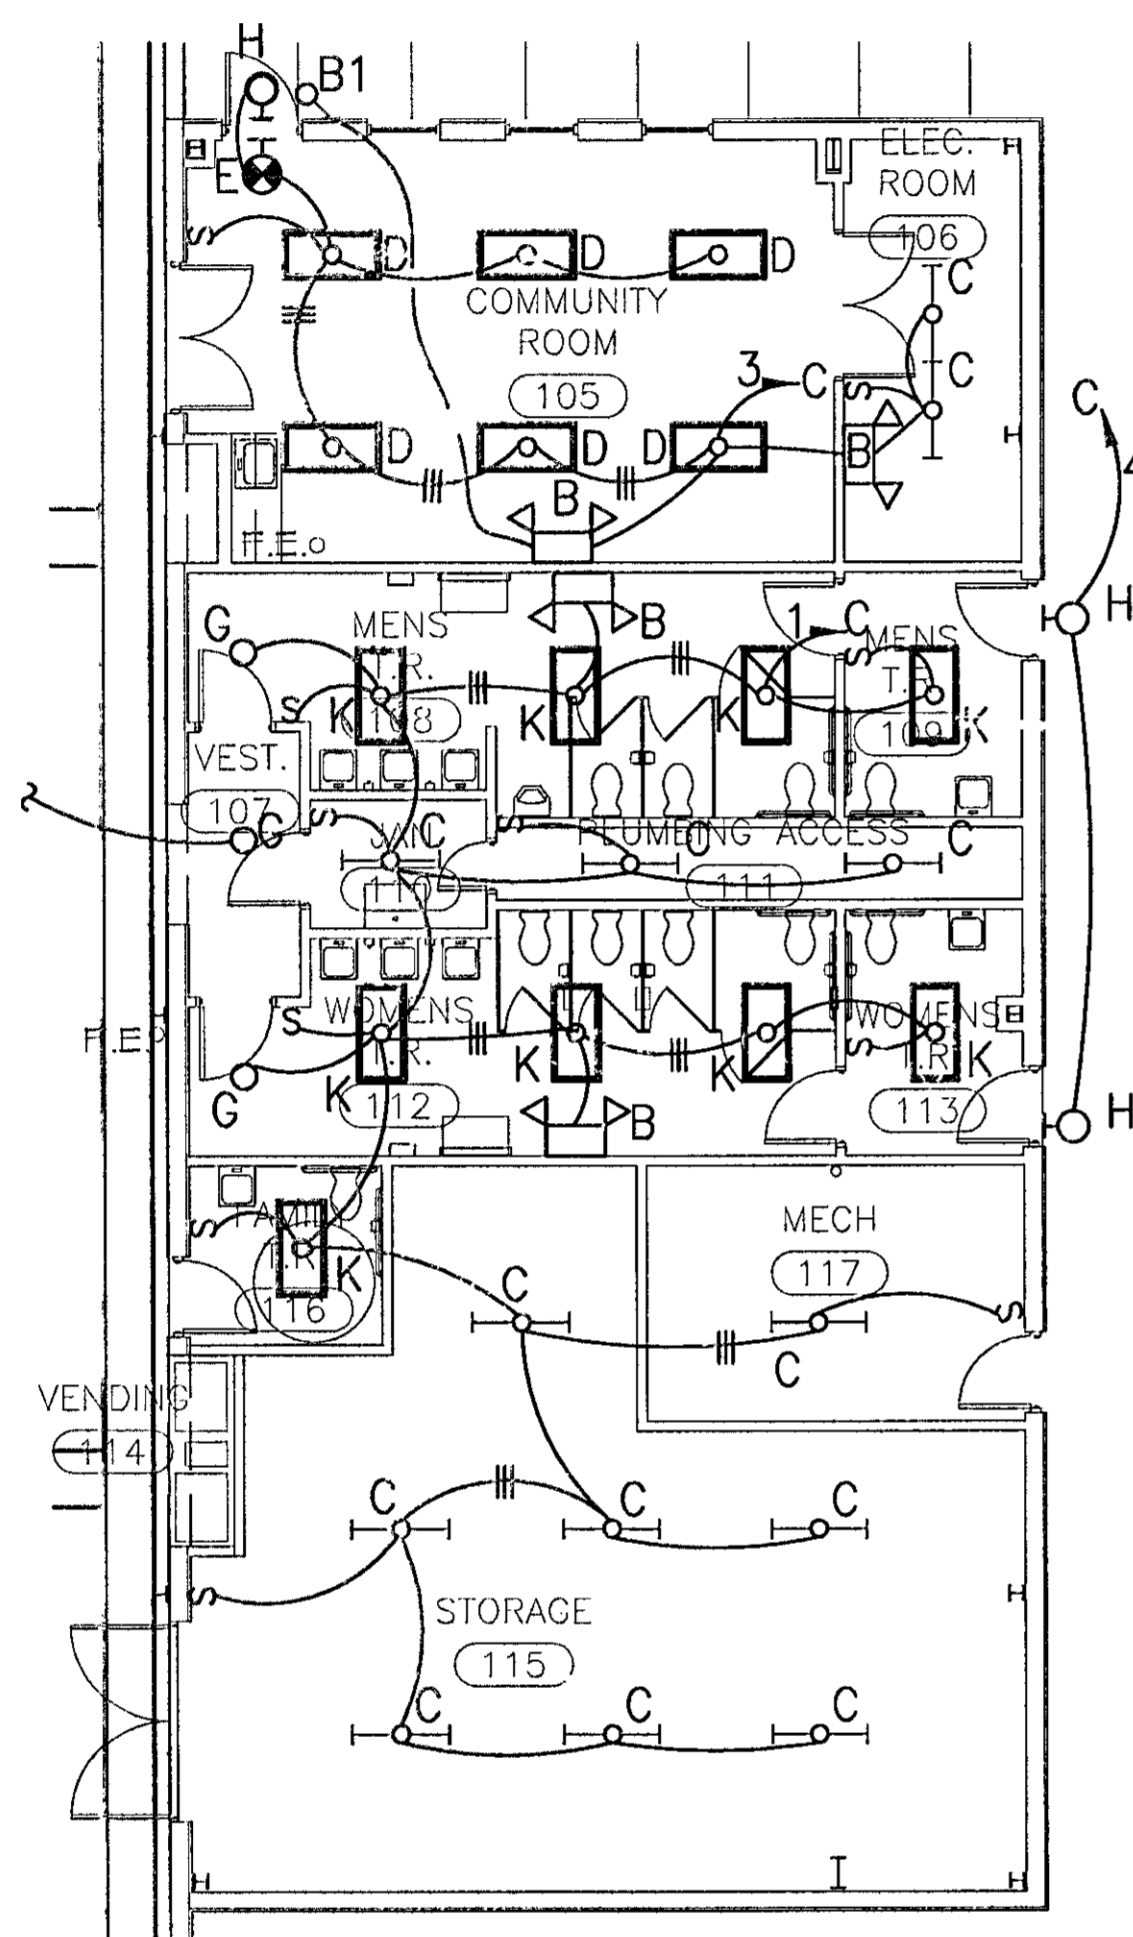 H
B1
ELEC.
ROOM
106
E
S
D
D
D
C
COMMUNITY
ROOM
105
3
C
C
S
C
D
D
D
B
B
F.E.
MENS
T.R.
108
G
B
1
C
MENS
T.R.
109
H
S
S
K
K
K
K
VEST.
107
G
S
JAN
110
C
S
PLUMBING ACCESS
111
C
C
S
WOMENS
T.R.
112
WOMENS
T.R.
113
S
F.E.
K
K
K
K
G
B
H
S
FAMILY
T.R.
116
K
MECH
117
C
S
C
VENDING
114
C
C
C
S
STORAGE
115
C
C
C